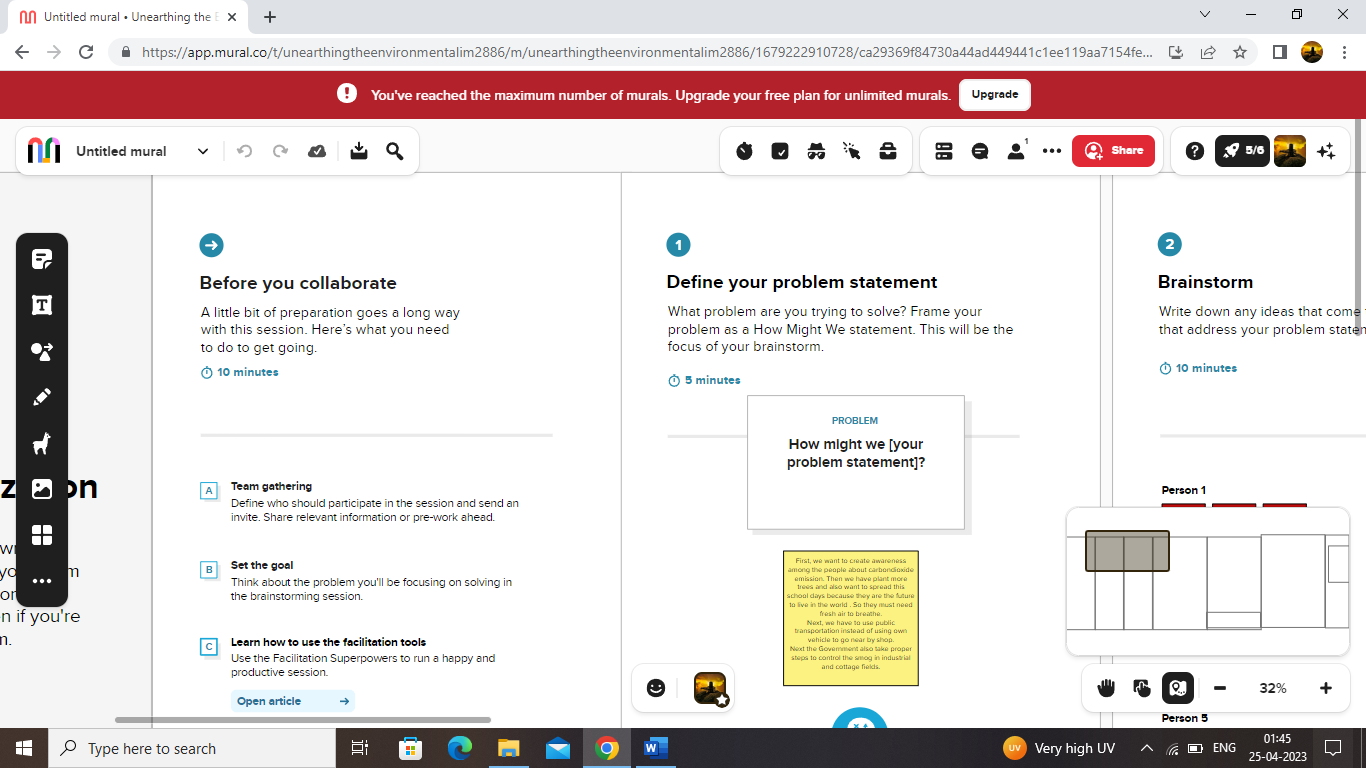 Untitled mural • Unearthing the E
https://app.mural.co/t/unearthingtheenvironmentalim2886/m/unearthingtheenvironmentalim2886/1679222910728/ca29369f84730a44ad449441c1ee119aa7154fe...
You've reached the maximum number of murals. Upgrade your free plan for unlimited murals.
Upgrade
Untitled mural
1
Share
?
5/6
z
on
wn
yo
m
or
n if you're
n.
Before you collaborate
A little bit of preparation goes a long way
with this session. Here's what you need
to do to get going.
10 minutes
A
Team gathering
Define who should participate in the session and send an
invite. Share relevant information or pre-work ahead.
B
Set the goal
Think about the problem you'll be focusing on solving in
the brainstorming session.
C
Learn how to use the facilitation tools
Use the Facilitation Superpowers to run a happy and
productive session.
Open article
1
Define your problem statement
What problem are you trying to solve? Frame your
problem as a How Might We statement. This will be the
focus of your brainstorm.
5 minutes
PROBLEM
How might we [your
problem statement]?
First, we want to create awareness
among the people about carbondioxide
emission. Then we have plant more
trees and also want to spread this
school days because they are the future
to live in the world . So they must need
fresh air to breathe.
Next, we have to use public
transportation instead of using own
vehicle to go near by shop.
Next the Government also take proper
steps to control the smog in industrial
and cottage fields.
2
Brainstorm
Write down any ideas that come
that address your problem staten
10 minutes
Person 1
32%
Person 5
Type here to search
W
UV
Very high UV
ENG
01:45
25-04-2023